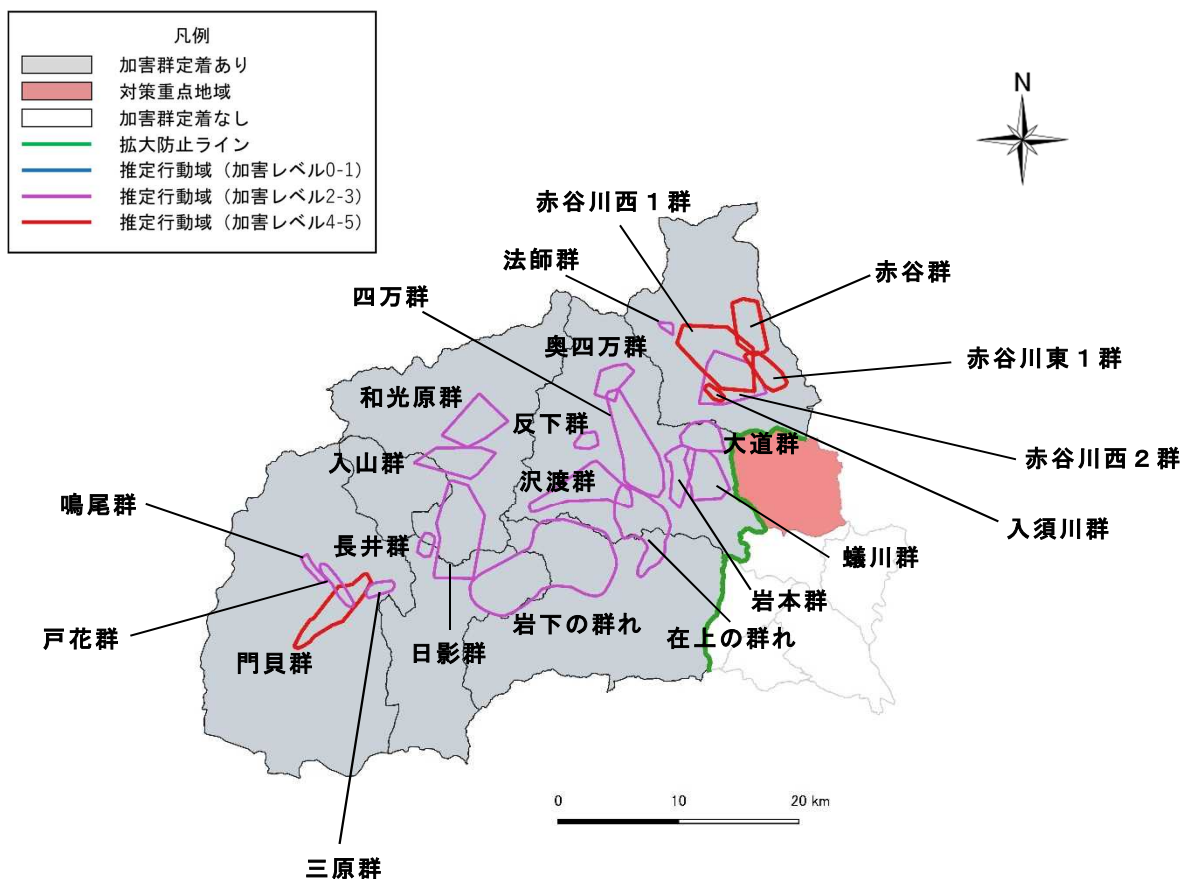 凡例
加害群定着あり
対策重点地域
加害群定着なし
拡大防止ライン
推定行動域（加害レベル0-1）
推定行動域（加害レベル2-3）
推定行動域（加害レベル4-5）
N
赤谷川西１群
法師群
赤谷群
四万群
奥四万群
赤谷川東１群
和光原群
反下群
大道群
入山群
赤谷川西２群
沢渡群
鳴尾群
入須川群
長井群
蟻川群
岩本群
岩下の群れ
在上の群れ
戸花群
日影群
門貝群
0 10 20 km
三原群